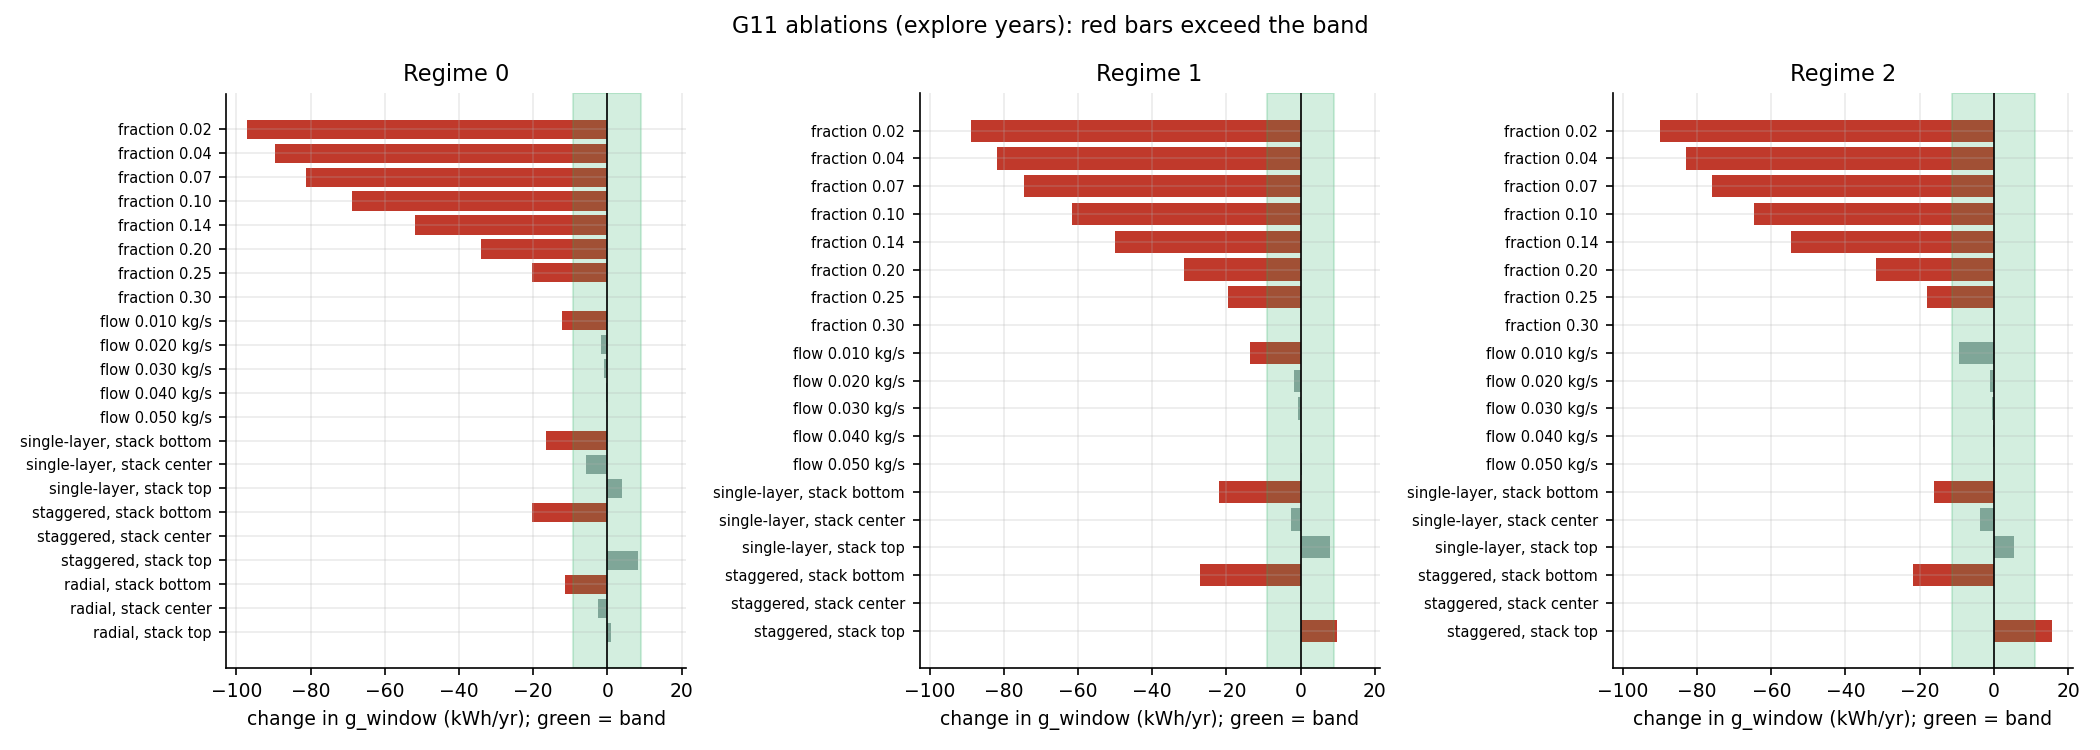 G11 ablations (explore years): red bars exceed the band
Regime 0
fraction 0.02
fraction 0.04
fraction 0.07
fraction 0.10
fraction 0.14
fraction 0.20
fraction 0.25
fraction 0.30
flow 0.010 kg/s
flow 0.020 kg/s
flow 0.030 kg/s
flow 0.040 kg/s
flow 0.050 kg/s
single-layer, stack bottom
single-layer, stack center
single-layer, stack top
staggered, stack bottom
staggered, stack center
staggered, stack top
radial, stack bottom
radial, stack center
radial, stack top
−100 −80 −60 −40 −20 0 20
change in g_window (kWh/yr); green = band
Regime 1
fraction 0.02
fraction 0.04
fraction 0.07
fraction 0.10
fraction 0.14
fraction 0.20
fraction 0.25
fraction 0.30
flow 0.010 kg/s
flow 0.020 kg/s
flow 0.030 kg/s
flow 0.040 kg/s
flow 0.050 kg/s
single-layer, stack bottom
single-layer, stack center
single-layer, stack top
staggered, stack bottom
staggered, stack center
staggered, stack top
−100 −80 −60 −40 −20 0 20
change in g_window (kWh/yr); green = band
Regime 2
fraction 0.02
fraction 0.04
fraction 0.07
fraction 0.10
fraction 0.14
fraction 0.20
fraction 0.25
fraction 0.30
flow 0.010 kg/s
flow 0.020 kg/s
flow 0.030 kg/s
flow 0.040 kg/s
flow 0.050 kg/s
single-layer, stack bottom
single-layer, stack center
single-layer, stack top
staggered, stack bottom
staggered, stack center
staggered, stack top
−100 −80 −60 −40 −20 0 20
change in g_window (kWh/yr); green = band